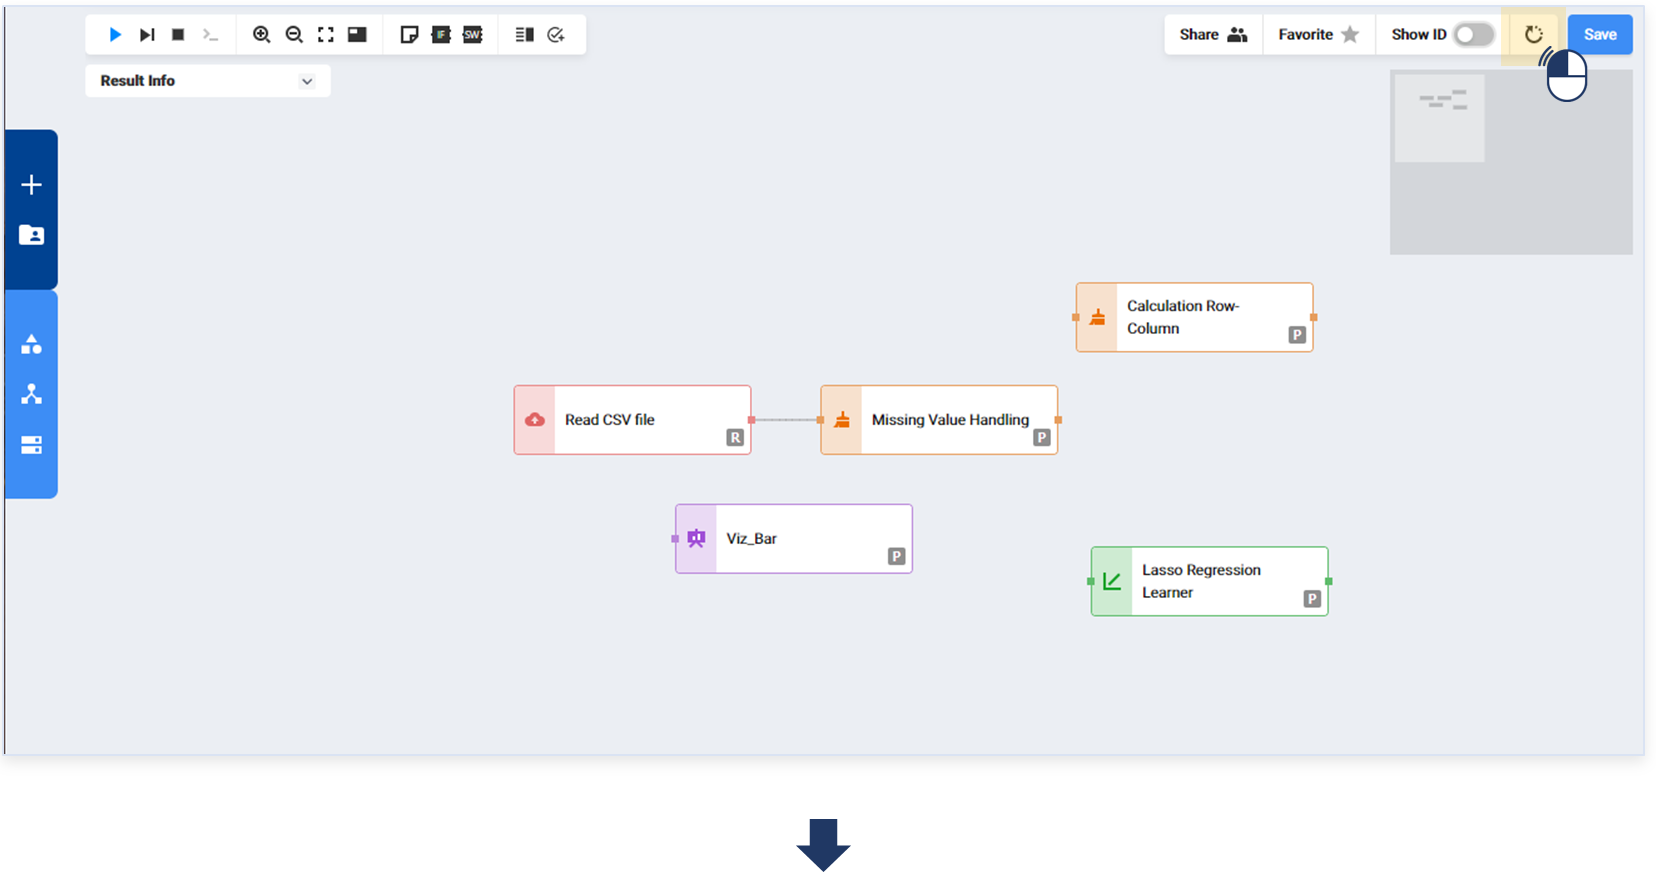 IF
SW
Share
Favorite
Show ID
Save
Result Info
Calculation Row-
Column
P
Read CSV file
R
Missing Value Handling
P
Viz_Bar
P
Lasso Regression
Learner
P